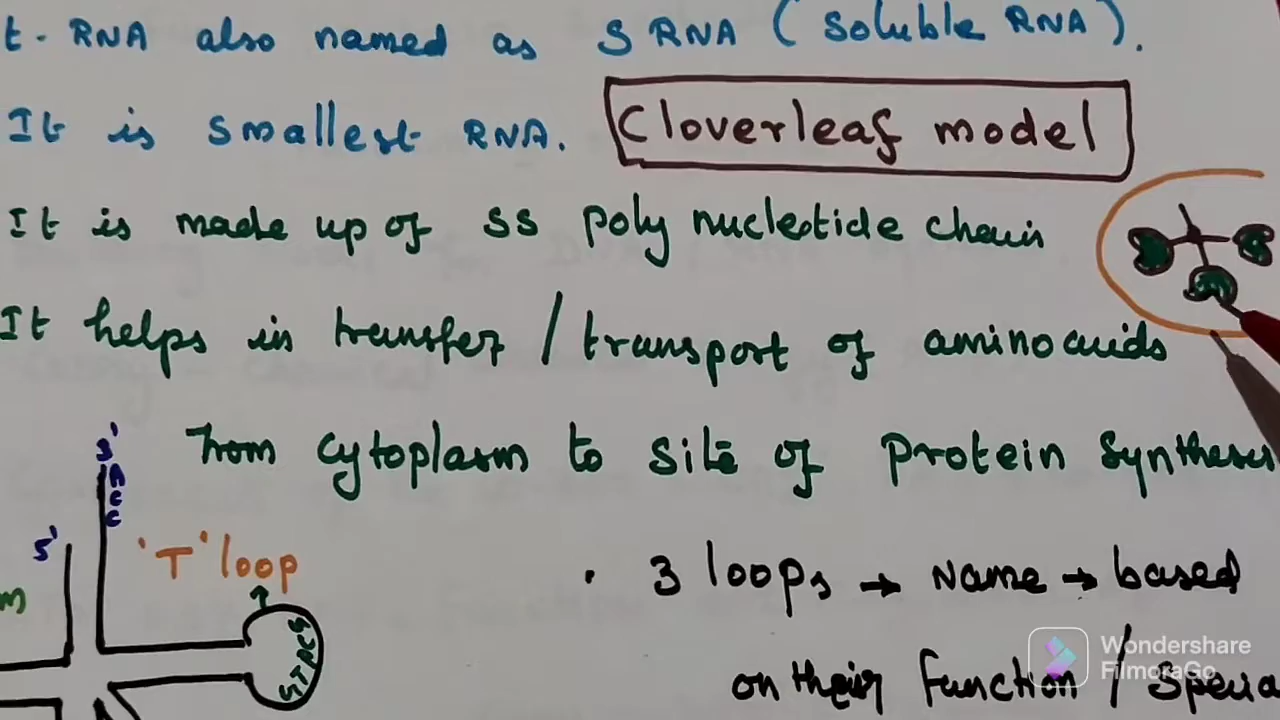 t-RNA also named as S RNA (Soluble RNA).
It is smallest RNA. Cloverleaf model
It is made up of SS poly nucleotide chain
It helps in transfer / transport of aminoacids
from cytoplasm to site of protein Synthesis
3'
A
C
C
5'
'T' loop
m
• 3 loops → Name → based
on their function / Specia
Wondershare
FilmoraGo